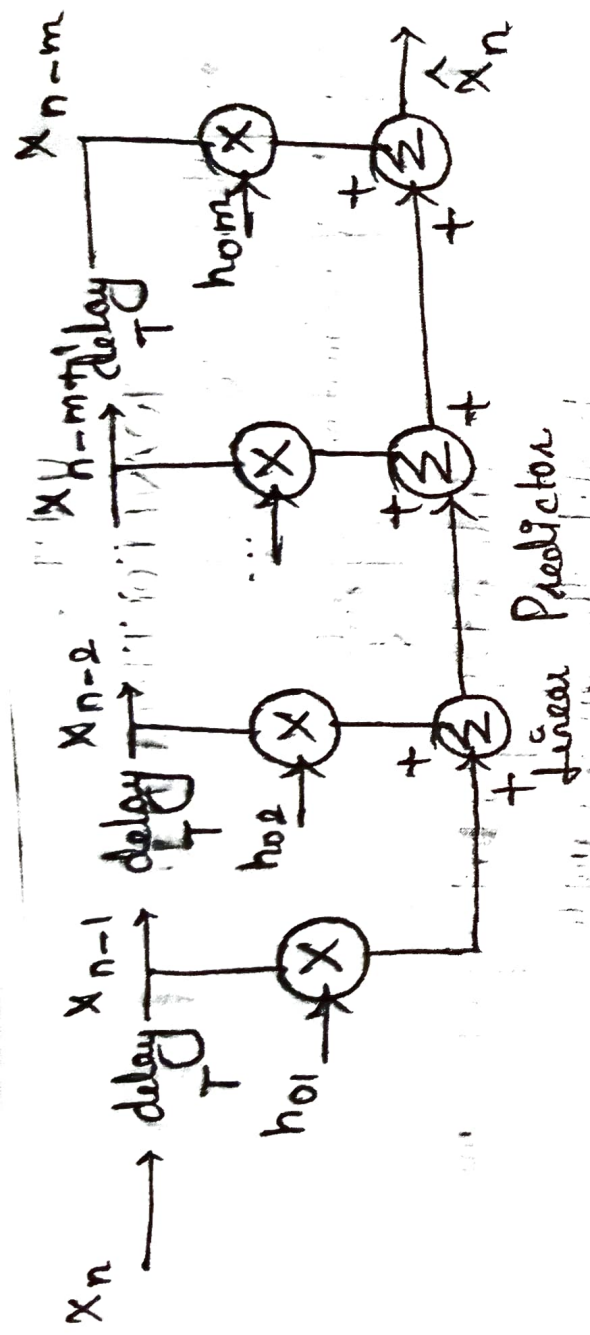 Xn delay T Xn-1 delay T Xn-2 Xn-m+1 delay T Xn-m
h01 X h02 X ... X h0m X
+ Σ + + Σ + + Σ + X̂n
Linear Predictor